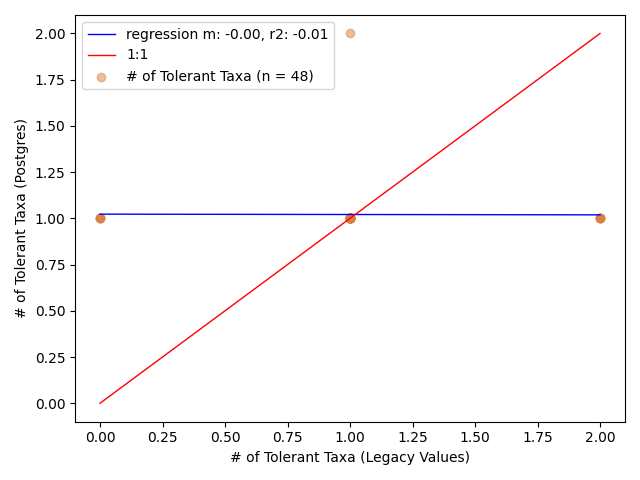 regression m: -0.00, r2: -0.01
1:1
# of Tolerant Taxa (n = 48)
2.00
1.75
1.50
1.25
1.00
0.75
0.50
0.25
0.00
# of Tolerant Taxa (Postgres)
0.00 0.25 0.50 0.75 1.00 1.25 1.50 1.75 2.00
# of Tolerant Taxa (Legacy Values)